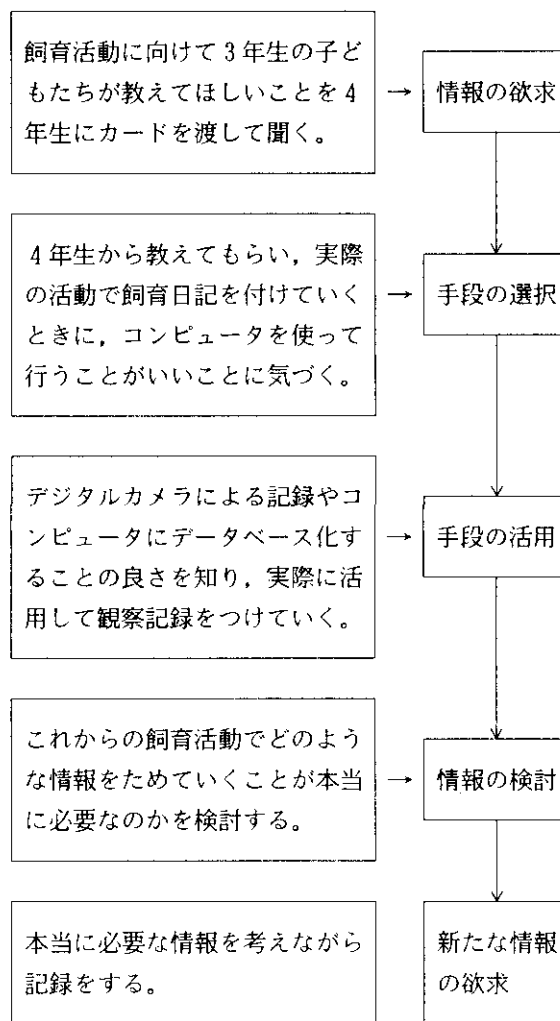 飼育活動に向けて3年生の子ど
もたちが教えてほしいことを4
年生にカードを渡して聞く。
→
情報の欲求
4年生から教えてもらい，実際
の活動で飼育日記を付けていく
ときに，コンピュータを使って
行うことがいいことに気づく。
→
手段の選択
デジタルカメラによる記録やコ
ンピュータにデータベース化す
ることの良さを知り，実際に活
用して観察記録をつけていく。
→
手段の活用
これからの飼育活動でどのよう
な情報をためていくことが本当
に必要なのかを検討する。
→
情報の検討
本当に必要な情報を考えながら
記録をする。
新たな情報
の欲求